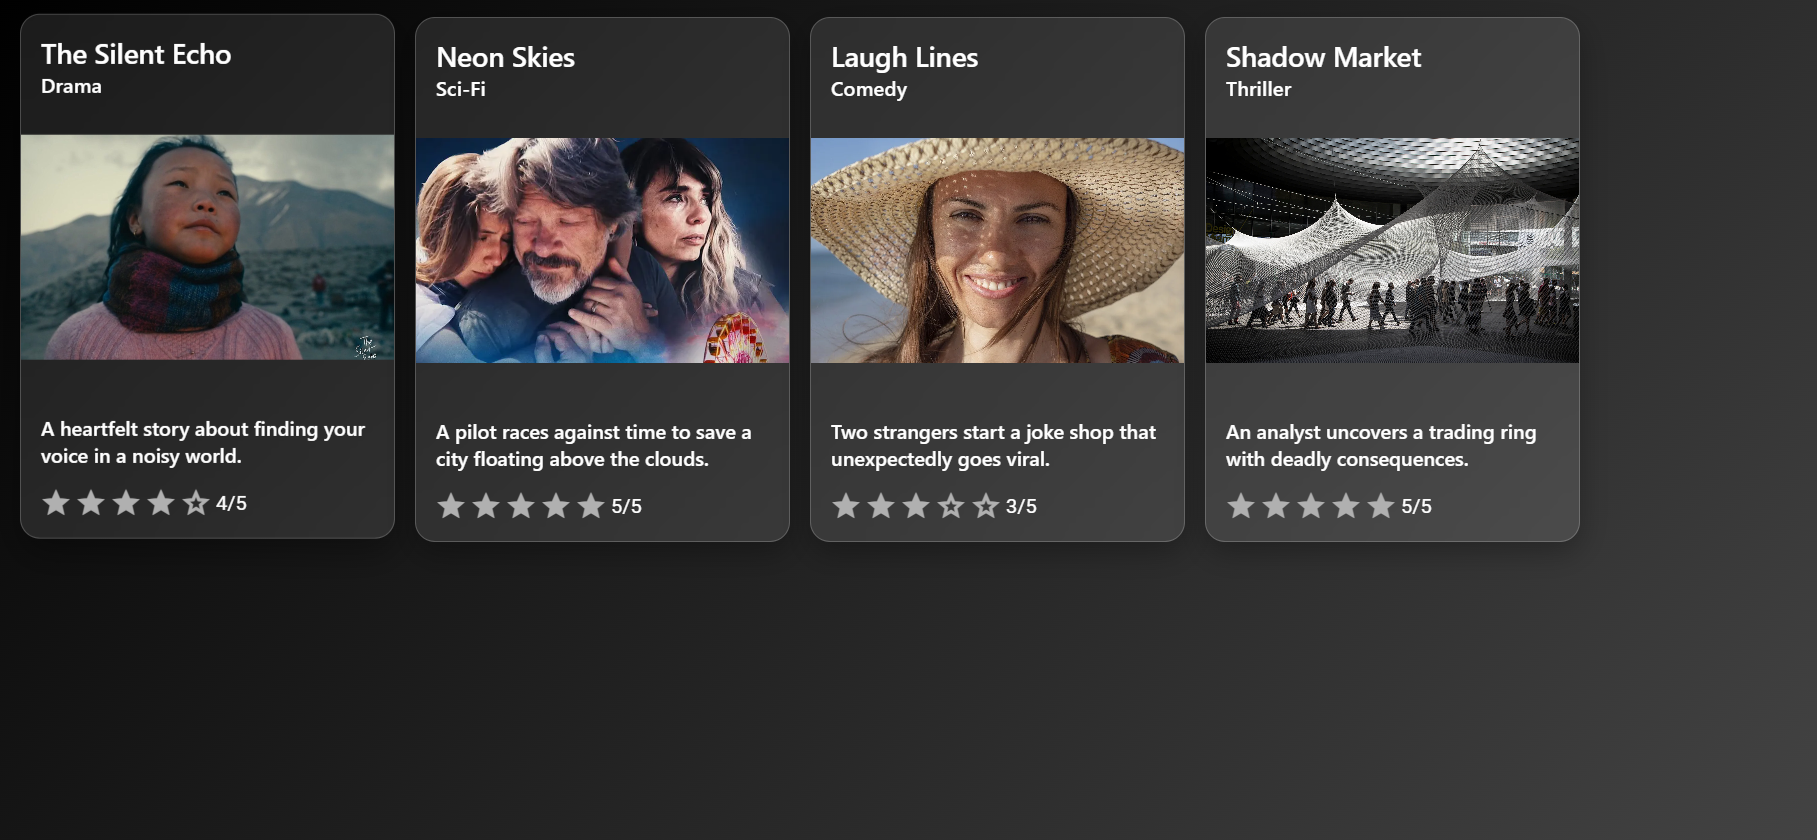 The Silent Echo
Drama
A heartfelt story about finding your
voice in a noisy world.
4/5
Neon Skies
Sci-Fi
A pilot races against time to save a
city floating above the clouds.
5/5
Laugh Lines
Comedy
Two strangers start a joke shop that
unexpectedly goes viral.
3/5
Shadow Market
Thriller
An analyst uncovers a trading ring
with deadly consequences.
5/5